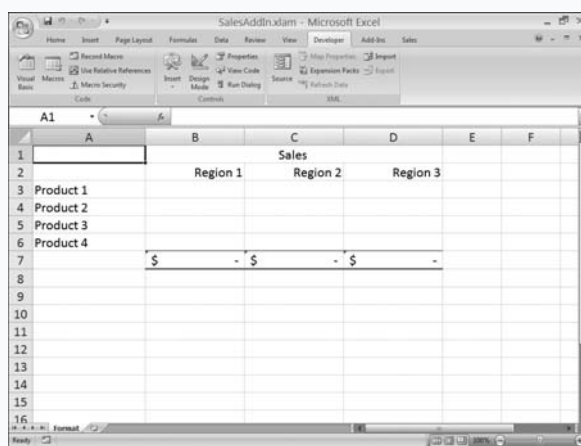 SalesAddIn.xlam - Microsoft Excel
Home Insert Page Layout Formulas Data Review View Developer Add-Ins Sales
Visual Basic
Macros
Record Macro
Use Relative References
Macro Security
Code
Insert
Design Mode
Properties
View Code
Run Dialog
Controls
Source
Map Properties
Expansion Packs
Refresh Data
Import
Export
XML
A1 fx
A B C D E F
1 Sales
2 Region 1 Region 2 Region 3
3 Product 1
4 Product 2
5 Product 3
6 Product 4
7 $ - $ - $ -
8
9
10
11
12
13
14
15
16
Format
Ready 100%